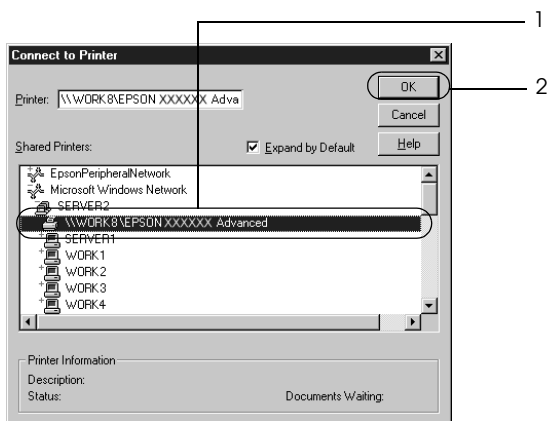 1
Connect to Printer
OK
2
Printer: \\WORK8\EPSON XXXXXX Adva
Cancel
Shared Printers:
Expand by Default
Help
EpsonPeripheralNetwork
Microsoft Windows Network
SERVER2
\\WORK8\EPSON XXXXXX Advanced
SERVER1
WORK1
WORK2
WORK3
WORK4
Printer Information
Description:
Status:
Documents Waiting: